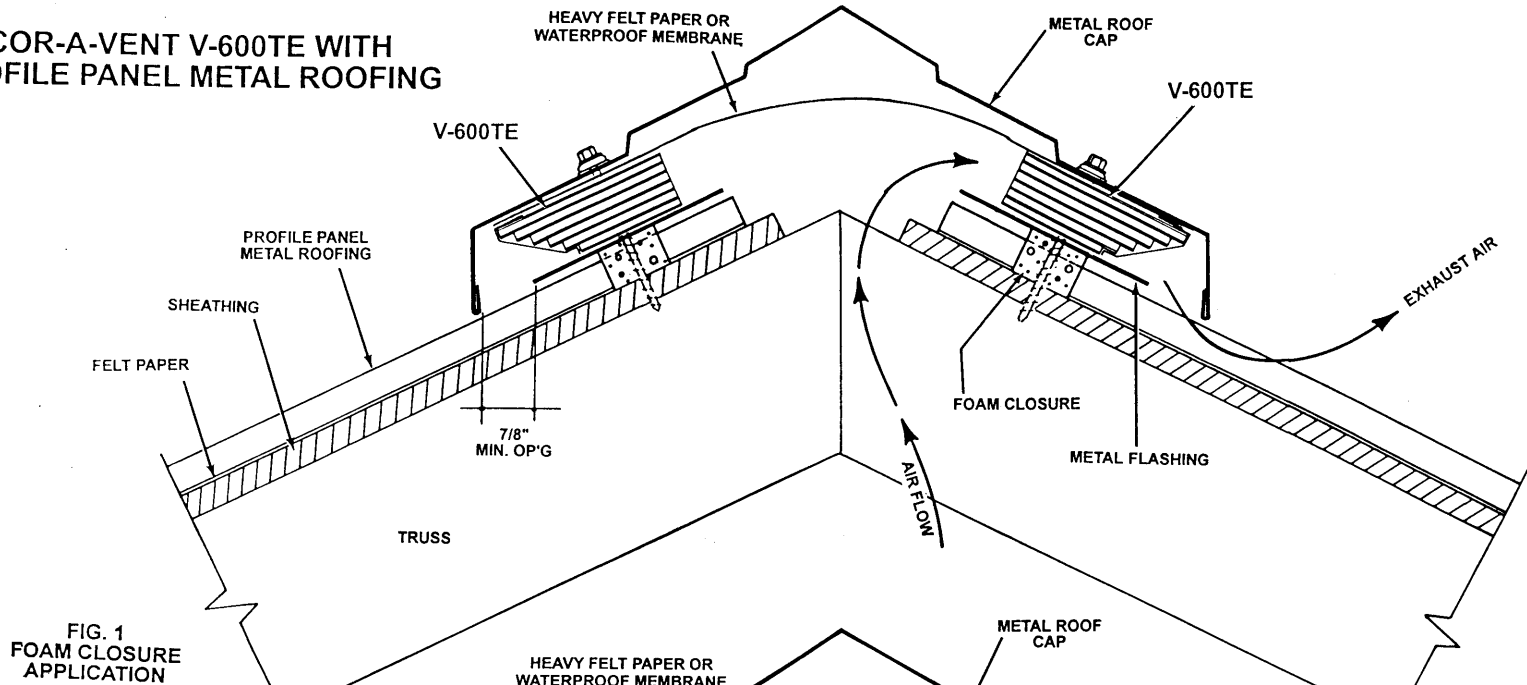 COR-A-VENT V-600TE WITH
OFILE PANEL METAL ROOFING
HEAVY FELT PAPER OR
WATERPROOF MEMBRANE
METAL ROOF
CAP
V-600TE
V-600TE
PROFILE PANEL
METAL ROOFING
SHEATHING
FELT PAPER
EXHAUST AIR
7/8"
MIN. OP'G
FOAM CLOSURE
METAL FLASHING
AIR FLOW
TRUSS
FIG. 1
FOAM CLOSURE
APPLICATION
METAL ROOF
CAP
HEAVY FELT PAPER OR
WATERPROOF MEMBRANE